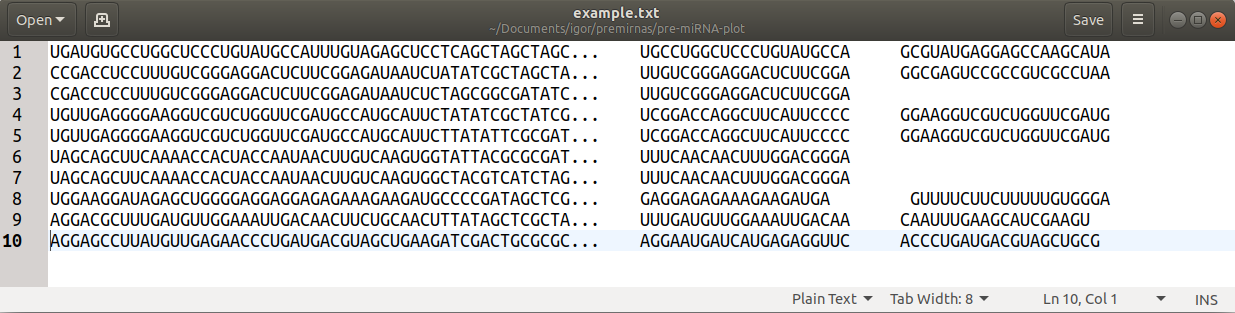 Open
example.txt
~/Documents/igor/premirnas/pre-miRNA-plot
Save
1 UGAUGUGCCUGGCUCCCUGUAUGCCAUUUGUAGAGCUCCTCAGCTAGCTAGC... UGCCUGGCUCCCUGUAUGCCA GCGUAUGAGGAGCCAAGCAUA
2 CCGACCUCCUUUGUCGGGAGGACUCUUCGGAGAUAAUCUATATCGCTAGCTA... UUGUCGGGAGGACUCUUCGGA GGCGAGUCCGCCGUCGCCUAA
3 CCGACCUCCUUUGUCGGGAGGACUCUUCGGAGAUAAUCUCTAGCGGCGATATC... UUGUCGGGAGGACUCUUCGGA
4 UGUUGAGGGGAAGGUCGUCUGGUUCGAUGCCAUGCAUUCTATATCGCTATCG... UCGGACCAGGCUUCAUUCCCC GGAAGGUCGUCUGGUUCGAUG
5 UGUUGAGGGGAAGGUCGUCUGGUUCGAUGCCAUGCAUUCTTATATTCGCGAT... UCGGACCAGGCUUCAUUCCCC GGAAGGUCGUCUGGUUCGAUG
6 UAGCAGCUUCAAAACCACUACCAAUAACUUGUCAAGUGGTATTACGCGCGAT... UUUCAACAACUUUGGACGGGA
7 UAGCAGCUUCAAAACCACUACCAAUAACUUGUCAAGUGGCTACGTCATCTAG... UUUCAACAACUUUGGACGGGA
8 UGGAAGGAUAGAGCUGGGGAGGAGGAGAGAAAGAAGAUGCCCCGATAGCTCG... GAGGAGAGAAAGAAGAUGA GUUUUCUUCUUUUUGUGGGA
9 AGGACGCUUUGAUGUUGGAAAUUGACAACUUCUGCAACUTATAGCTCGCTA... UUUGAUGUUGGAAAUUGACAA CAAUUUGAAGCAUCGAAGU
10 AGGAGCCUUAUGUUGAGAACCCUGAUGACGUAGCUGAAGATCGACTGCGCGC... AGGAAUGAUCAUGAGAGGUUC ACCCUGAUGACGUAGCUGCG
Plain Text
Tab Width: 8
Ln 10, Col 1
INS